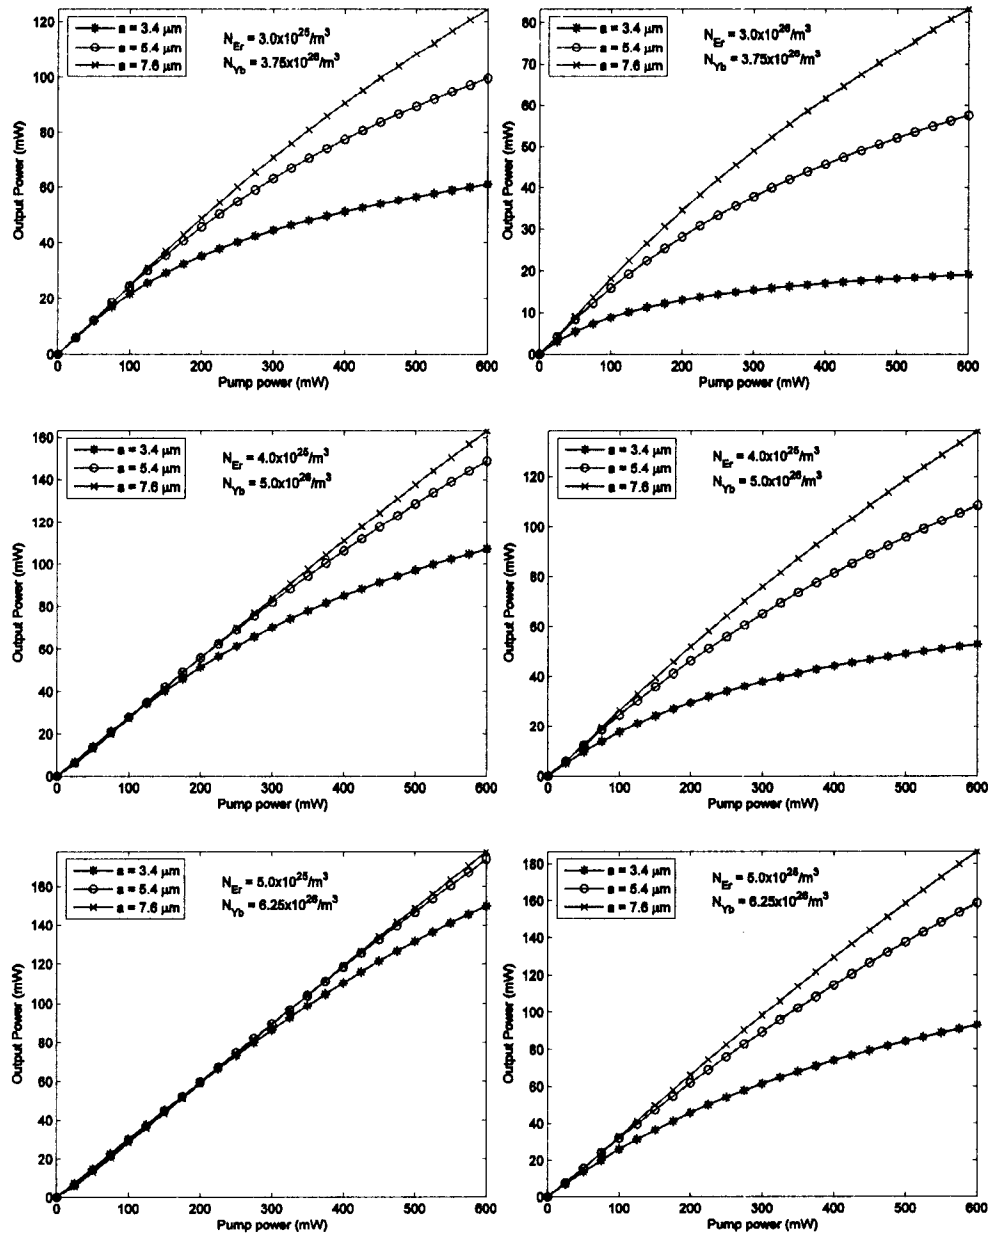 120
100
80
60
40
20
0
Output Power (mW)
a = 3.4 μm
a = 5.4 μm
a = 7.6 μm
N_Er = 3.0x10^25/m^3
N_Yb = 3.75x10^26/m^3
0 100 200 300 400 500 600
Pump power (mW)
80
70
60
50
40
30
20
10
0
Output Power (mW)
a = 3.4 μm
a = 5.4 μm
a = 7.6 μm
N_Er = 3.0x10^25/m^3
N_Yb = 3.75x10^26/m^3
0 100 200 300 400 500 600
Pump power (mW)
160
140
120
100
80
60
40
20
0
Output Power (mW)
a = 3.4 μm
a = 5.4 μm
a = 7.6 μm
N_Er = 4.0x10^25/m^3
N_Yb = 5.0x10^26/m^3
0 100 200 300 400 500 600
Pump power (mW)
120
100
80
60
40
20
0
Output Power (mW)
a = 3.4 μm
a = 5.4 μm
a = 7.6 μm
N_Er = 4.0x10^25/m^3
N_Yb = 5.0x10^26/m^3
0 100 200 300 400 500 600
Pump power (mW)
160
140
120
100
80
60
40
20
0
Output Power (mW)
a = 3.4 μm
a = 5.4 μm
a = 7.6 μm
N_Er = 5.0x10^25/m^3
N_Yb = 6.25x10^26/m^3
0 100 200 300 400 500 600
Pump power (mW)
180
160
140
120
100
80
60
40
20
0
Output Power (mW)
a = 3.4 μm
a = 5.4 μm
a = 7.6 μm
N_Er = 5.0x10^25/m^3
N_Yb = 6.25x10^26/m^3
0 100 200 300 400 500 600
Pump power (mW)